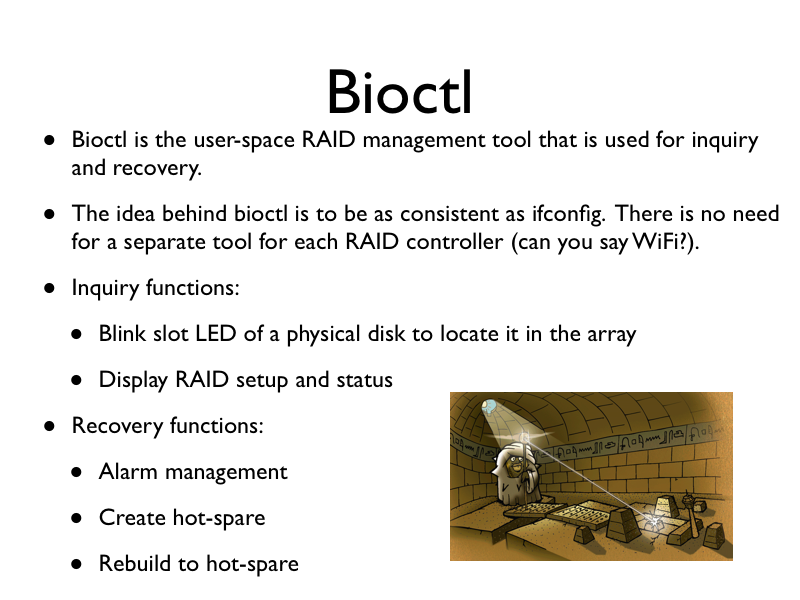 Bioctl
• Bioctl is the user-space RAID management tool that is used for inquiry
and recovery.
• The idea behind bioctl is to be as consistent as ifconfig. There is no need
for a separate tool for each RAID controller (can you say WiFi?).
• Inquiry functions:
• Blink slot LED of a physical disk to locate it in the array
• Display RAID setup and status
• Recovery functions:
• Alarm management
• Create hot-spare
• Rebuild to hot-spare